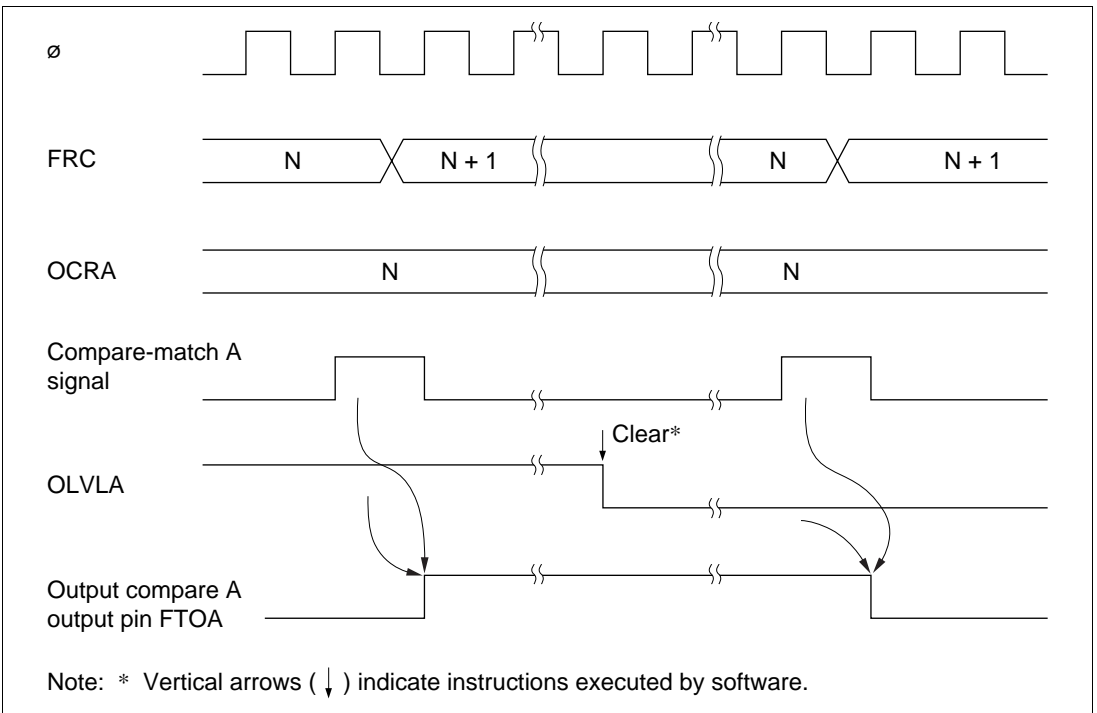 ø
FRC N N + 1 N N + 1
OCRA N N
Compare-match A
signal
Clear*
OLVLA
Output compare A
output pin FTOA
Note: * Vertical arrows ( ↓ ) indicate instructions executed by software.